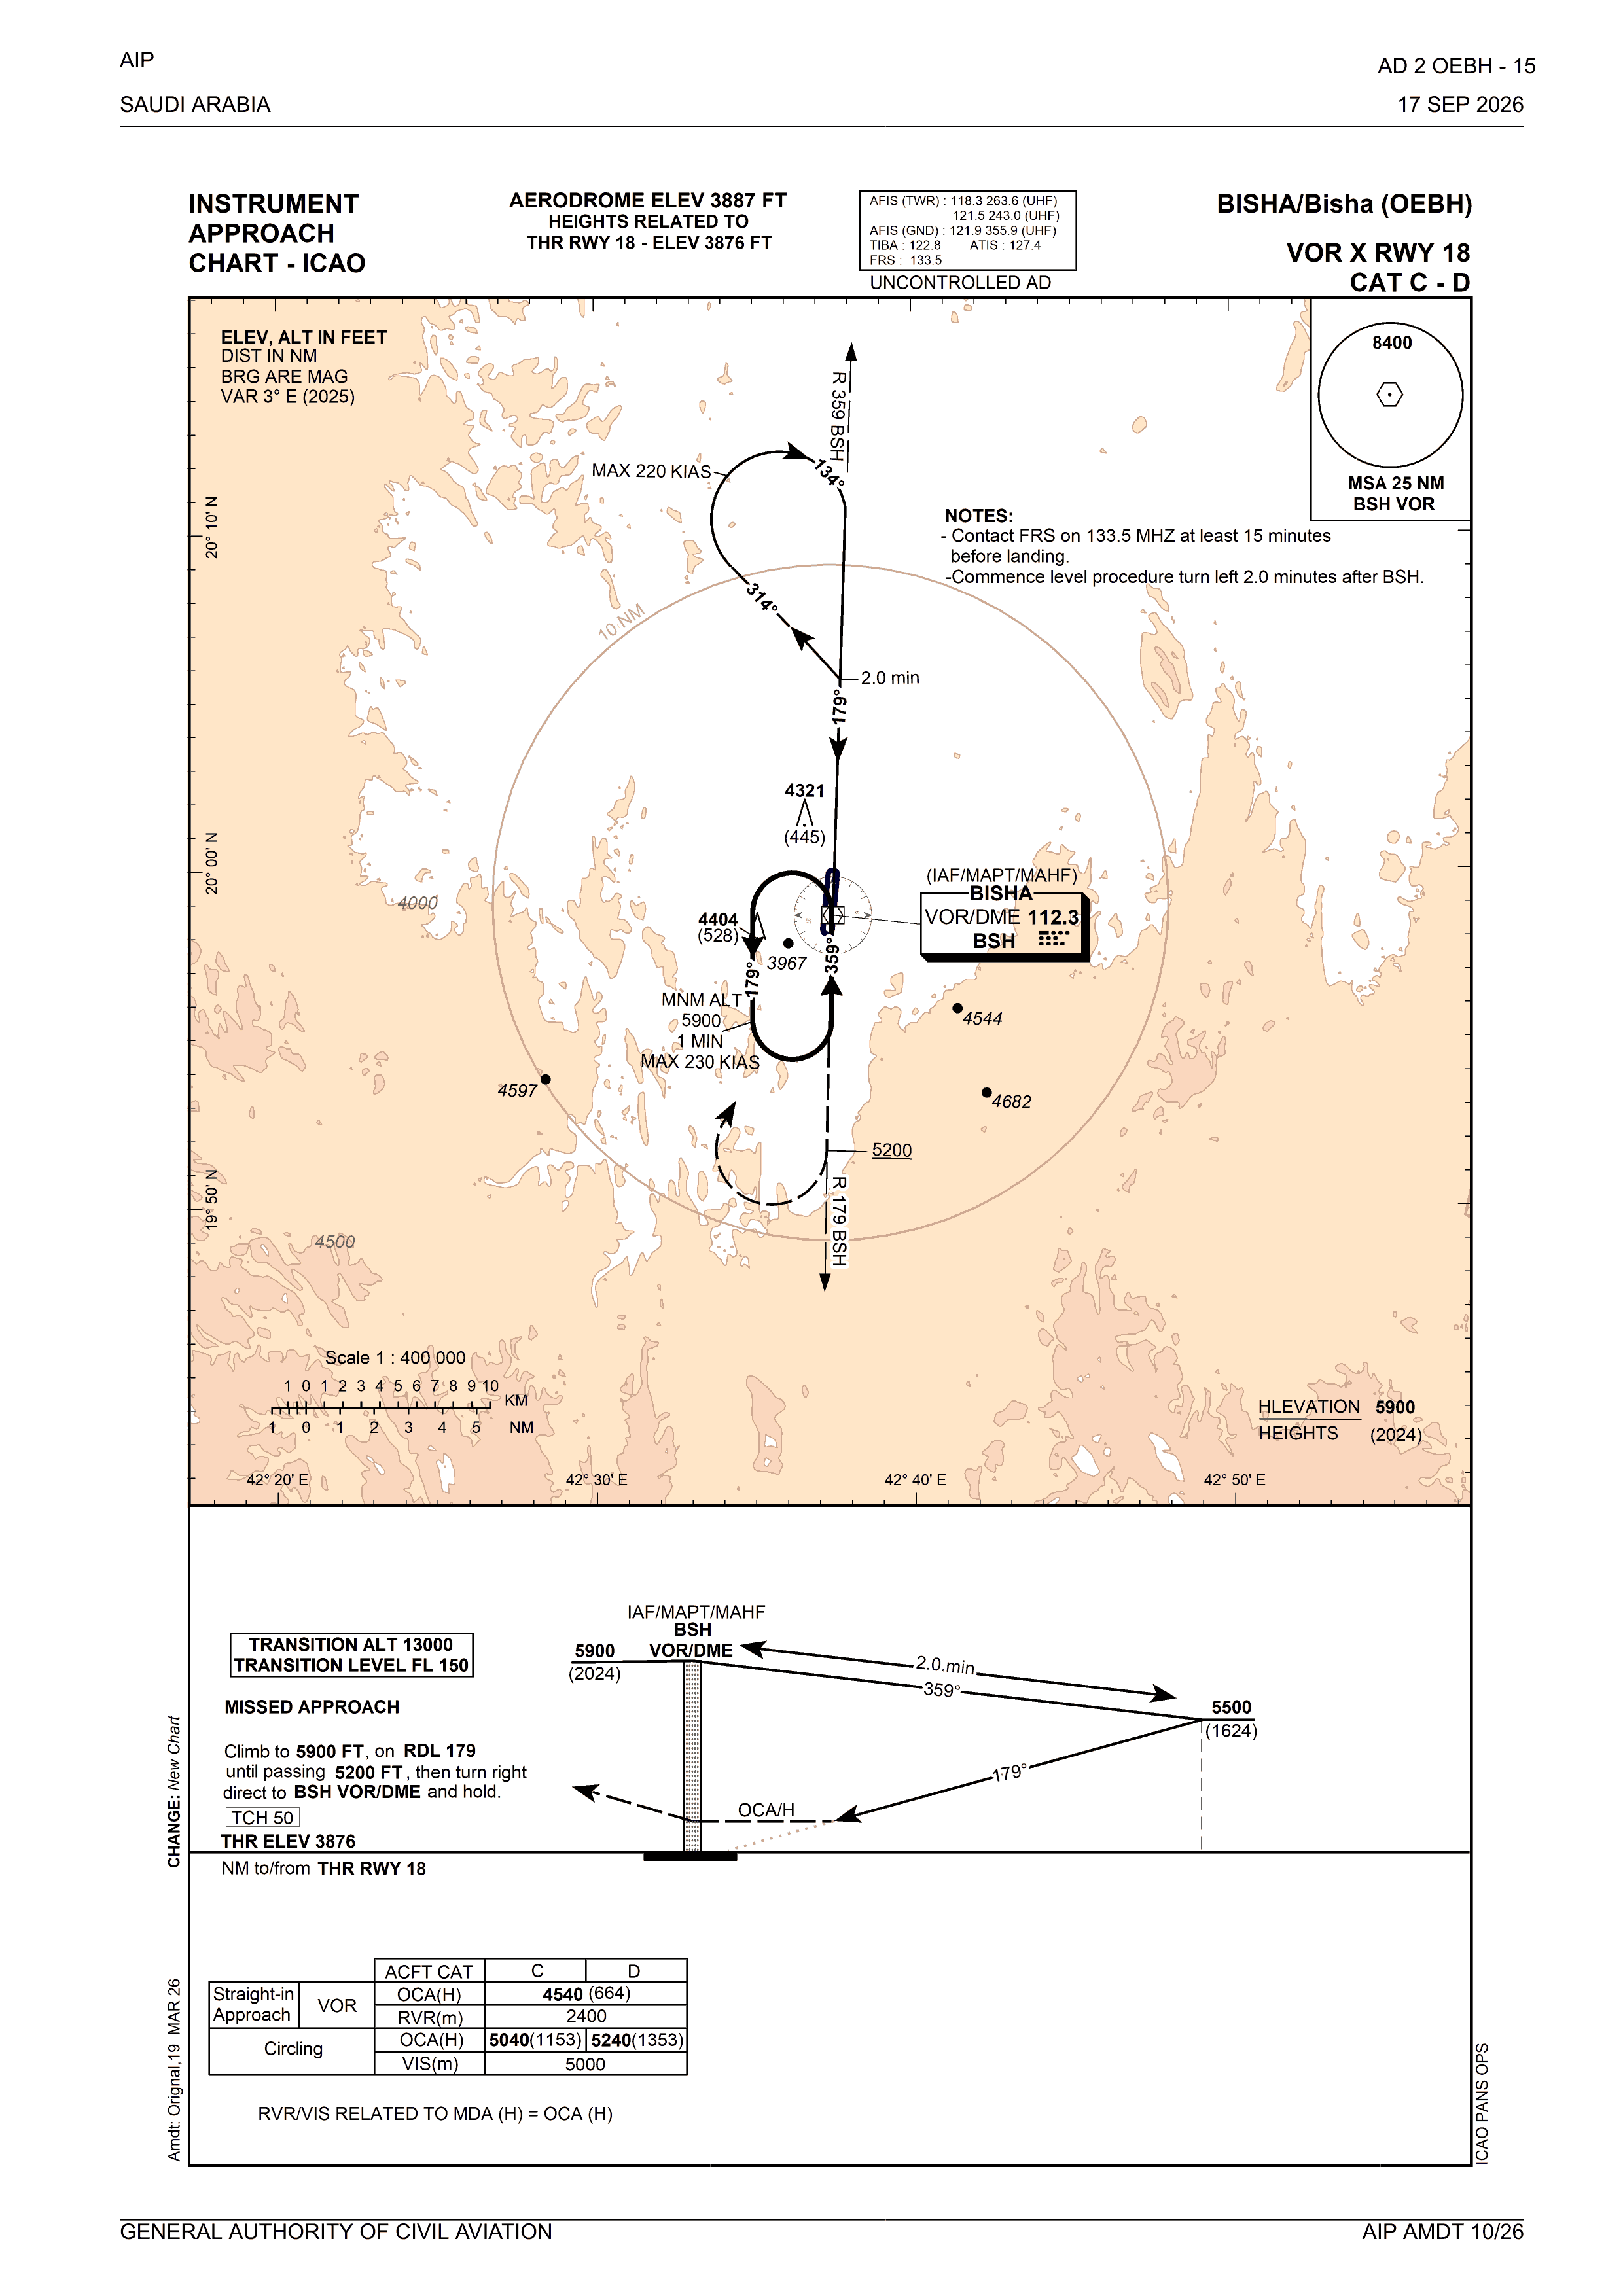 AIP
SAUDI ARABIA
AD 2 OEBH - 15
17 SEP 2026
INSTRUMENT
APPROACH
CHART - ICAO
AERODROME ELEV 3887 FT
HEIGHTS RELATED TO
THR RWY 18 - ELEV 3876 FT
AFIS (TWR) : 118.3 263.6 (UHF)
121.5 243.0 (UHF)
AFIS (GND) : 121.9 355.9 (UHF)
TIBA : 122.8 ATIS : 127.4
FRS : 133.5
UNCONTROLLED AD
BISHA/Bisha (OEBH)
VOR X RWY 18
CAT C - D
ELEV, ALT IN FEET
DIST IN NM
BRG ARE MAG
VAR 3° E (2025)
8400
MSA 25 NM
BSH VOR
R 359 BSH
MAX 220 KIAS
134°
NOTES:
- Contact FRS on 133.5 MHZ at least 15 minutes
before landing.
-Commence level procedure turn left 2.0 minutes after BSH.
20° 10' N
314°
10 NM
2.0 min
179°
4321
(445)
20° 00' N
4000
(IAF/MAPT/MAHF)
BISHA
VOR/DME 112.3
BSH
4404
(528)
3967
359°
179°
MNM ALT
5900
1 MIN
MAX 230 KIAS
4544
4597
4682
5200
R 179 BSH
19° 50' N
4500
Scale 1 : 400 000
1 0 1 2 3 4 5 6 7 8 9 10
KM
1 0 1 2 3 4 5 NM
HLEVATION 5900
HEIGHTS (2024)
42° 20' E
42° 30' E
42° 40' E
42° 50' E
IAF/MAPT/MAHF
BSH
VOR/DME
5900
(2024)
2.0.min
359°
5500
(1624)
179°
OCA/H
TRANSITION ALT 13000
TRANSITION LEVEL FL 150
MISSED APPROACH
Climb to 5900 FT, on RDL 179
until passing 5200 FT, then turn right
direct to BSH VOR/DME and hold.
TCH 50
THR ELEV 3876
NM to/from THR RWY 18
CHANGE: New Chart
Amdt: Orignal,19 MAR 26
ACFT CAT C D
Straight-in
Approach
VOR
OCA(H) 4540 (664)
RVR(m) 2400
Circling
OCA(H) 5040(1153) 5240(1353)
VIS(m) 5000
RVR/VIS RELATED TO MDA (H) = OCA (H)
ICAO PANS OPS
GENERAL AUTHORITY OF CIVIL AVIATION
AIP AMDT 10/26